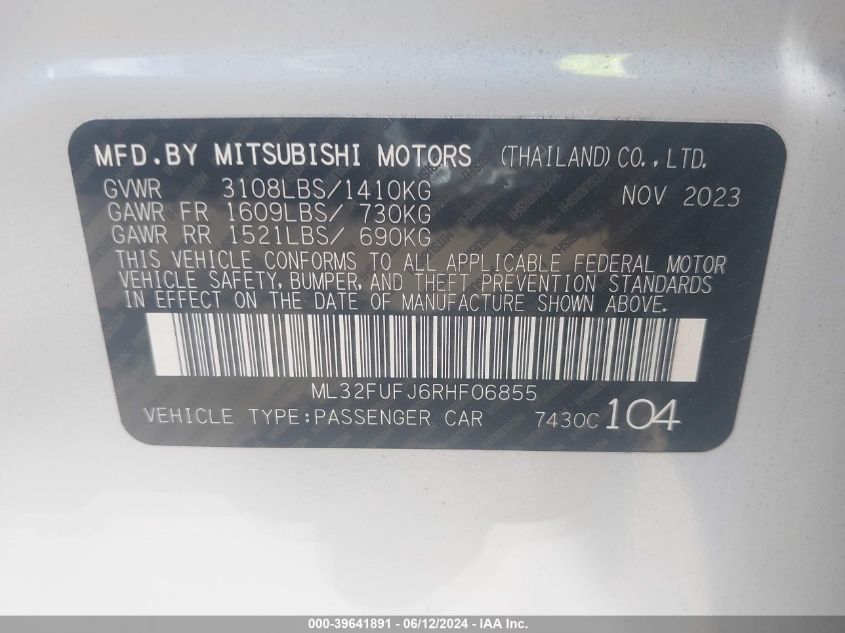 MFD.BY MITSUBISHI MOTORS (THAILAND) CO., LTD.
GVWR 3108LBS/1410KG NOV 2023
GAWR FR 1609LBS/ 730KG
GAWR RR 1521LBS/ 690KG
THIS VEHICLE CONFORMS TO ALL APPLICABLE FEDERAL MOTOR
VEHICLE SAFETY, BUMPER, AND THEFT PREVENTION STANDARDS
IN EFFECT ON THE DATE OF MANUFACTURE SHOWN ABOVE.
ML32FUFJ6RHF06855
VEHICLE TYPE:PASSENGER CAR 7430C 104
000-39641891 / 06/12/2024 / IAA Inc.